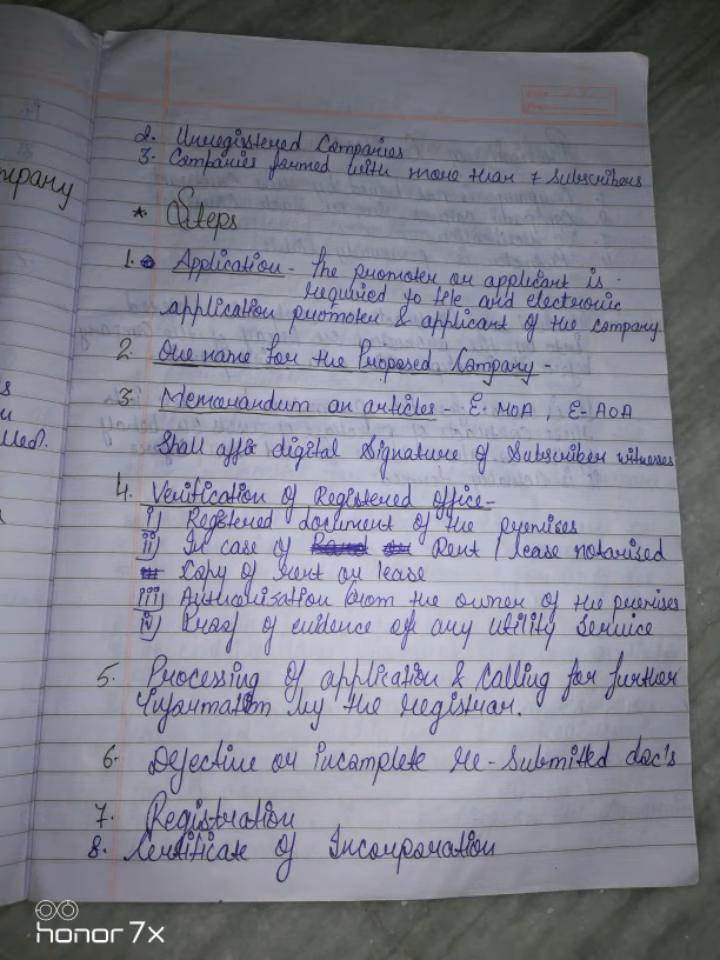 mpany
lled.
2. Unregistered Companies
3. Companies formed with more than 7 Subscribers
* Steps
1. Application - The promoter or applicant is
required to file and electronic
application promoter & applicant of the company.
2. One name for the Proposed Company -
3. Memorandum or articles - E-MOA, E-AOA
Shall affix digital Signature of Subscriber witnesses
4. Verification of Registered office -
i) Registered document of the premises
ii) In case of Rent / lease notarised
copy of rent or lease
iii) Authorisation from the owner of the premises
iv) Proof of evidence of any utility service
5. Processing of application & Calling for further
information by the registrar.
6. Defective or incomplete re-submitted doc's
7. Registration
8. Certificate of Incorporation
honor 7x